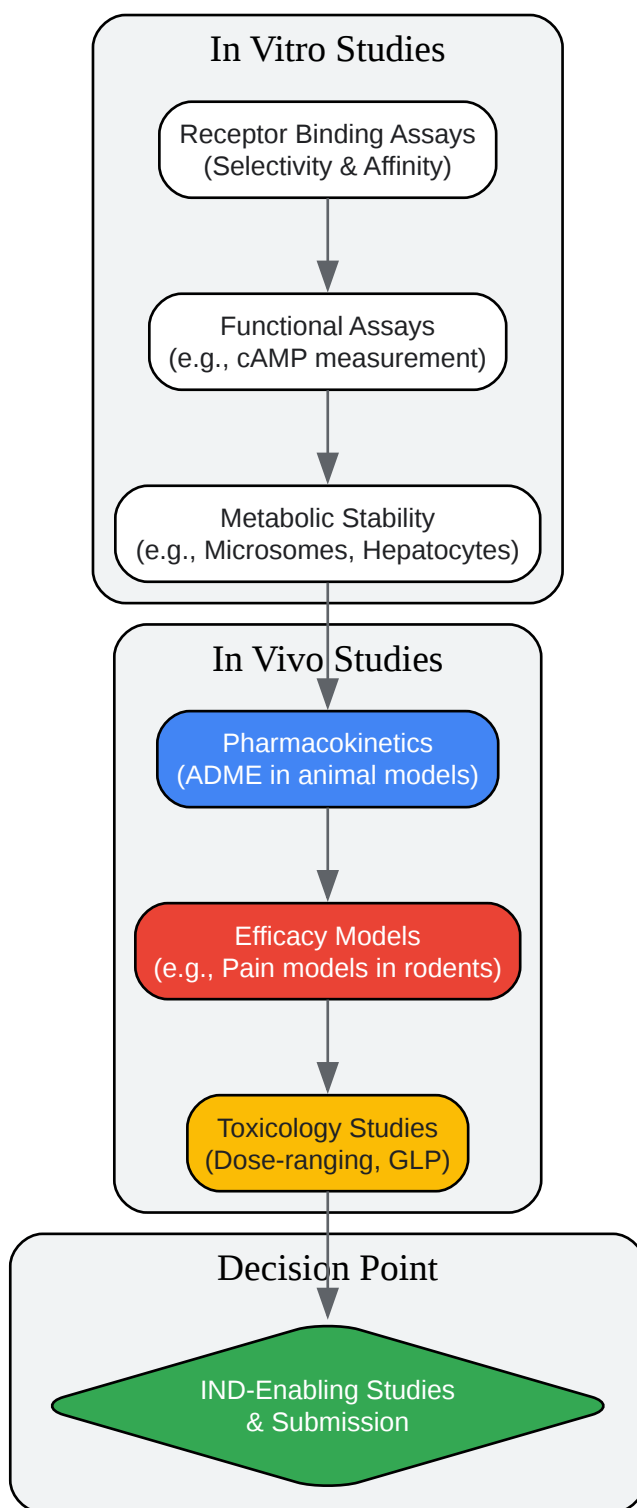 In Vitro Studies
Receptor Binding Assays
(Selectivity & Affinity)
Functional Assays
(e.g., cAMP measurement)
Metabolic Stability
(e.g., Microsomes, Hepatocytes)
In Vivo Studies
Pharmacokinetics
(ADME in animal models)
Efficacy Models
(e.g., Pain models in rodents)
Toxicology Studies
(Dose-ranging, GLP)
Decision Point
IND-Enabling Studies
& Submission